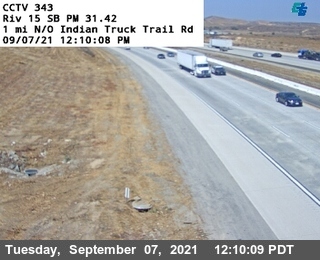 CCTV 343
Riv 15 SB PM 31.42
1 mi N/O Indian Truck Trail Rd
09/07/21 12:10:08 PM
Tuesday, September 07, 2021 12:10:09 PDT